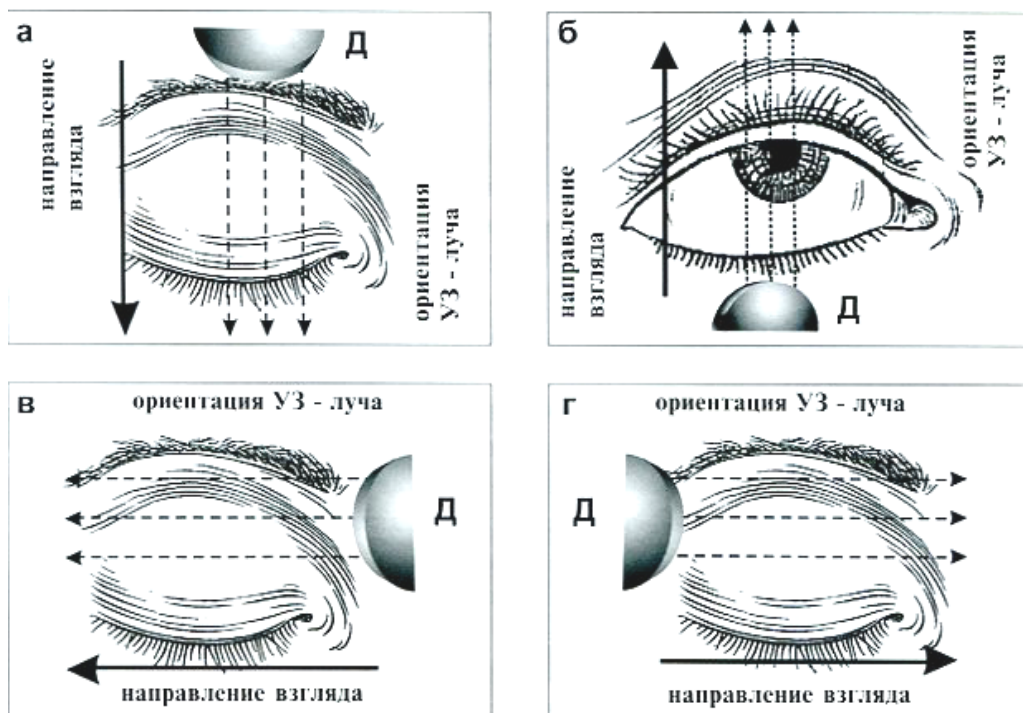 а
Д
направление
взгляда
ориентация
УЗ - луча
б
ориентация
УЗ - луча
направление
взгляда
Д
в
ориентация УЗ - луча
Д
направление взгляда
г
ориентация УЗ - луча
Д
направление взгляда